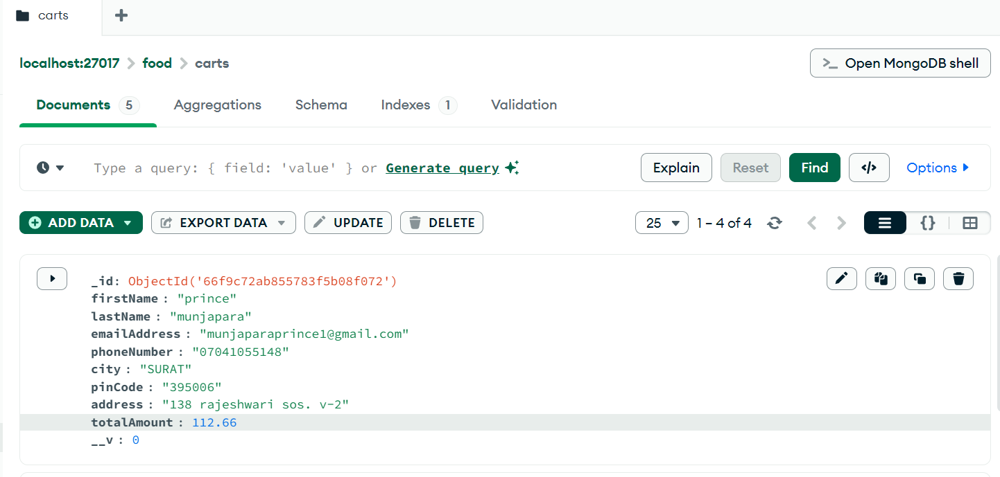 carts
localhost:27017 > food > carts
>_ Open MongoDB shell
Documents 5 Aggregations Schema Indexes 1 Validation
Type a query: { field: 'value' } or Generate query
Explain Reset Find </> Options
ADD DATA EXPORT DATA UPDATE DELETE
25 1 – 4 of 4 {}
_id: ObjectId('66f9c72ab855783f5b08f072')
firstName : "prince"
lastName : "munjapara"
emailAddress : "munjaparaprince1@gmail.com"
phoneNumber : "07041055148"
city : "SURAT"
pinCode : "395006"
address : "138 rajeshwari sos. v-2"
totalAmount : 112.66
__v : 0